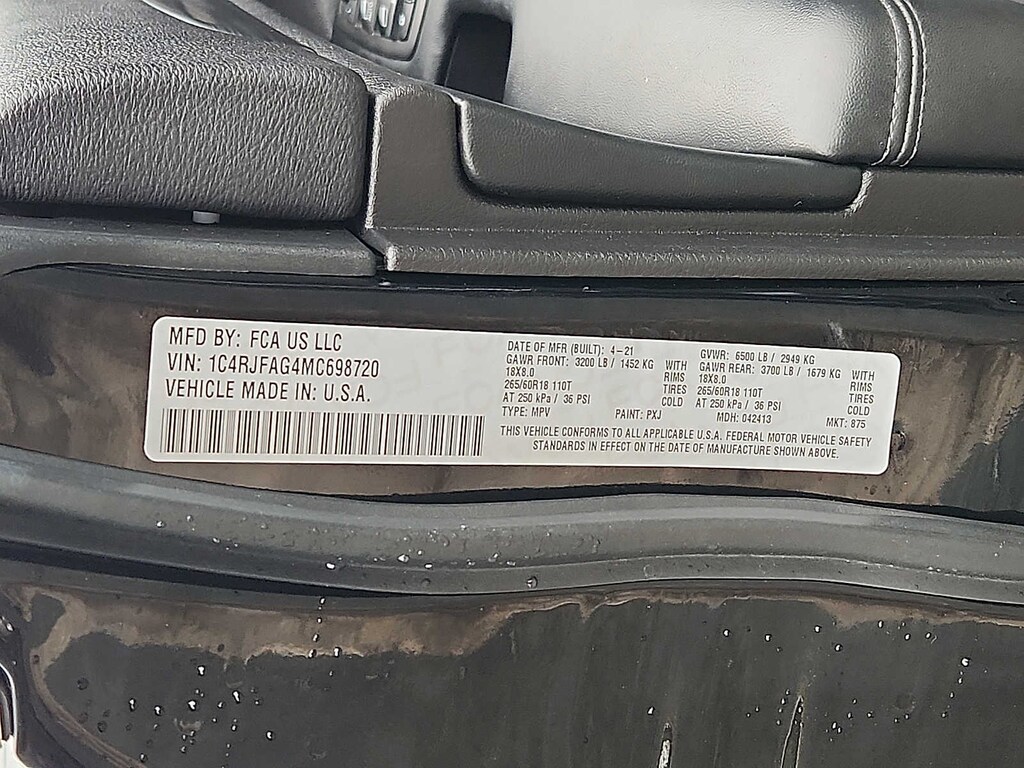 MFD BY: FCA US LLC
VIN: 1C4RJFAG4MC698720
VEHICLE MADE IN: U.S.A.
DATE OF MFR (BUILT): 4-21
GVWR: 6500 LB / 2949 KG
GAWR FRONT: 3200 LB / 1452 KG WITH
18X8.0 RIMS
265/60R18 110T TIRES
AT 250 kPa / 36 PSI COLD
GAWR REAR: 3700 LB / 1679 KG WITH
18X8.0 RIMS
265/60R18 110T TIRES
AT 250 kPa / 36 PSI COLD
TYPE: MPV PAINT: PXJ MDH: 042413 MKT: 875
THIS VEHICLE CONFORMS TO ALL APPLICABLE U.S.A. FEDERAL MOTOR VEHICLE SAFETY
STANDARDS IN EFFECT ON THE DATE OF MANUFACTURE SHOWN ABOVE.